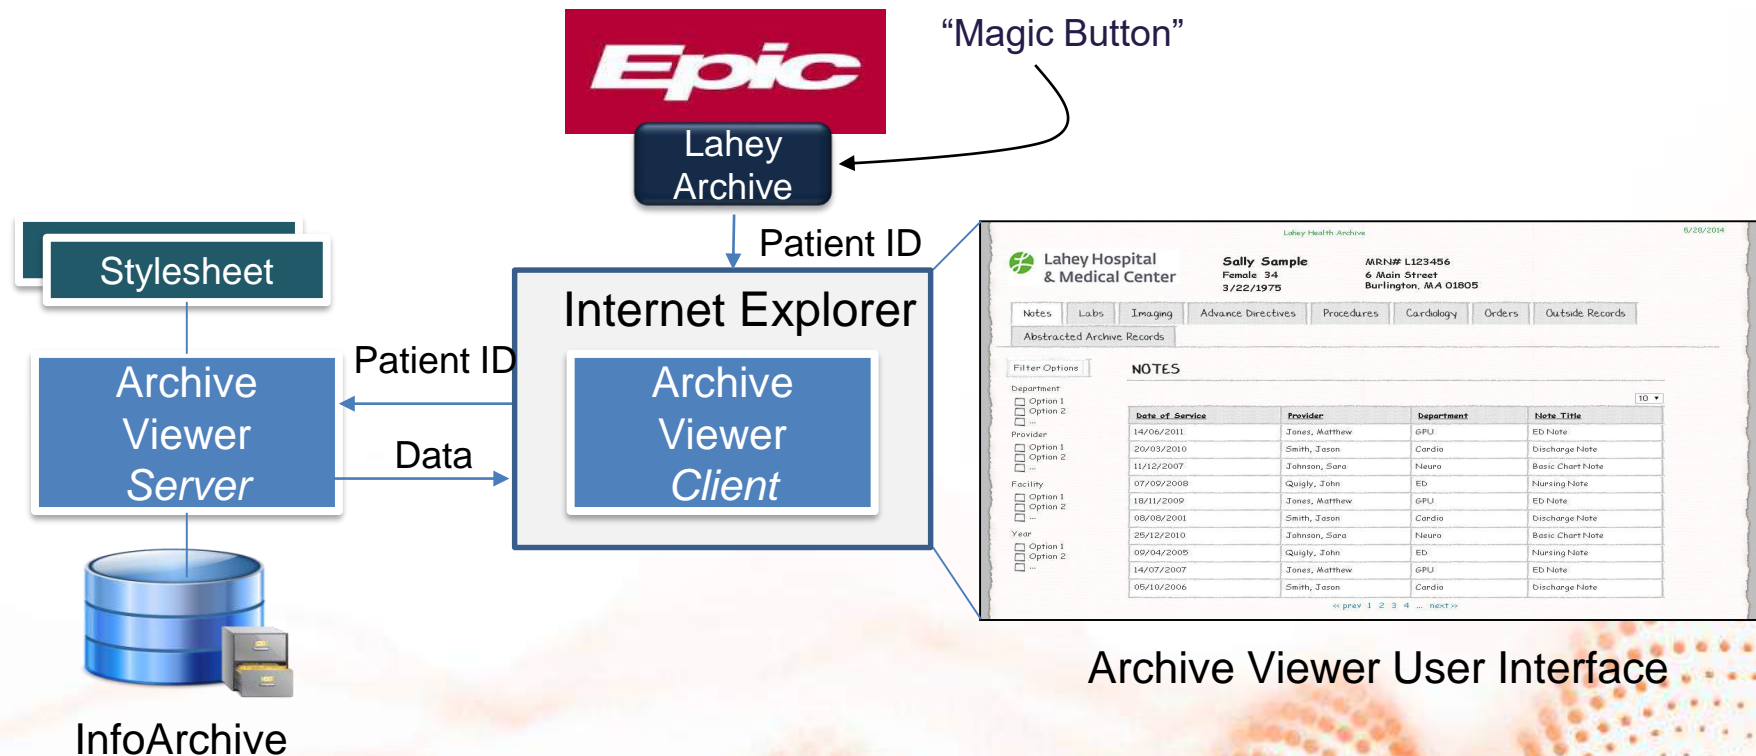 “Magic Button”
Epic
Lahey
Archive
Patient ID
Stylesheet
Internet Explorer
Patient ID
Archive
Viewer
Server
Data
Archive
Viewer
Client
InfoArchive
Lahey Health Archive
5/28/2014
Lahey Hospital
& Medical Center
Sally Sample
Female 34
3/22/1975
MRN# L123456
6 Main Street
Burlington, MA 01805
Notes Labs Imaging Advance Directives Procedures Cardiology Orders Outside Records
Abstracted Archive Records
Filter Options
Department
Option 1
Option 2
...
Provider
Option 1
Option 2
...
Facility
Option 1
Option 2
...
Year
Option 1
Option 2
...
NOTES
10
Date of Service Provider Department Note Title
14/06/2011 Jones, Matthew GPU ED Note
20/03/2010 Smith, Jason Cardio Discharge Note
11/12/2007 Johnson, Sara Neuro Basic Chart Note
07/09/2008 Quigly, John ED Nursing Note
18/11/2009 Jones, Matthew GPU ED Note
08/08/2001 Smith, Jason Cardio Discharge Note
25/12/2010 Johnson, Sara Neuro Basic Chart Note
09/04/2005 Quigly, John ED Nursing Note
14/07/2007 Jones, Matthew GPU ED Note
05/10/2006 Smith, Jason Cardio Discharge Note
<< prev 1 2 3 4 ... next >>
Archive Viewer User Interface